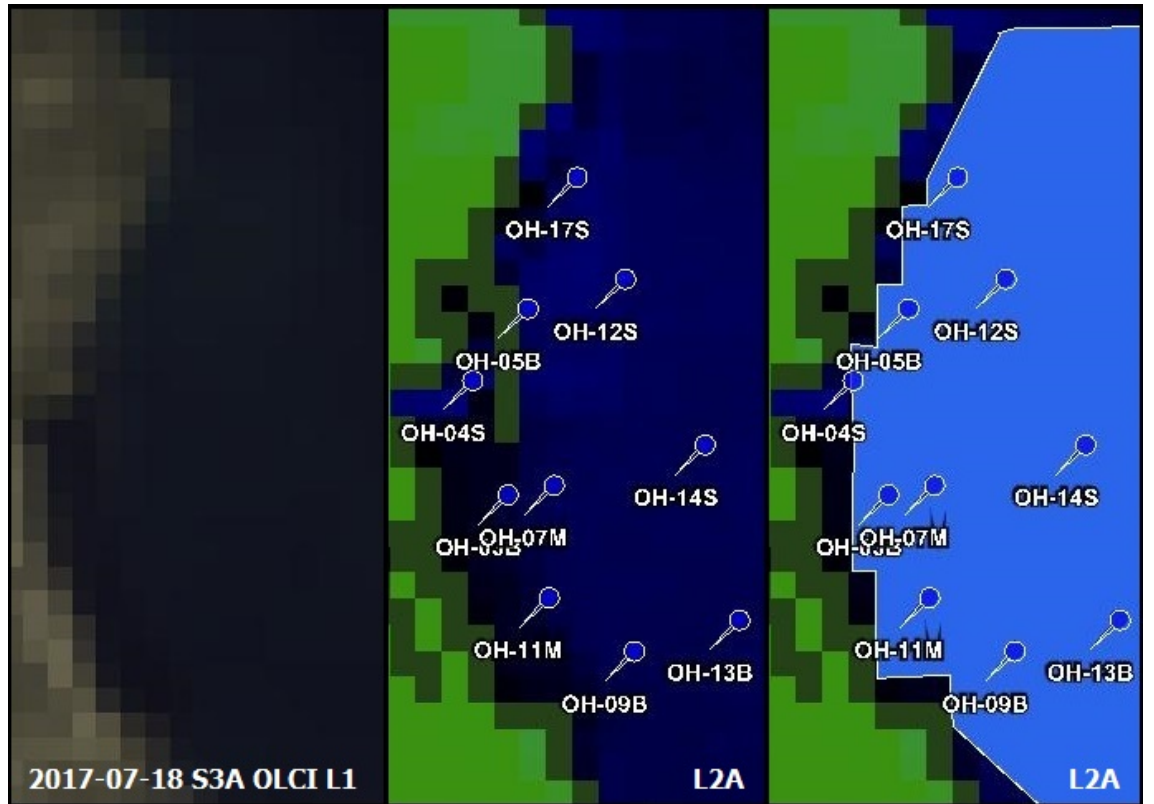 OH-17S
OH-12S
OH-05B
OH-04S
OH-14S
OH-07M
OH-11M
OH-13B
OH-09B
OH-17S
OH-12S
OH-05B
OH-04S
OH-14S
OH-07M
OH-11M
OH-13B
OH-09B
2017-07-18 S3A OLCI L1
L2A
L2A